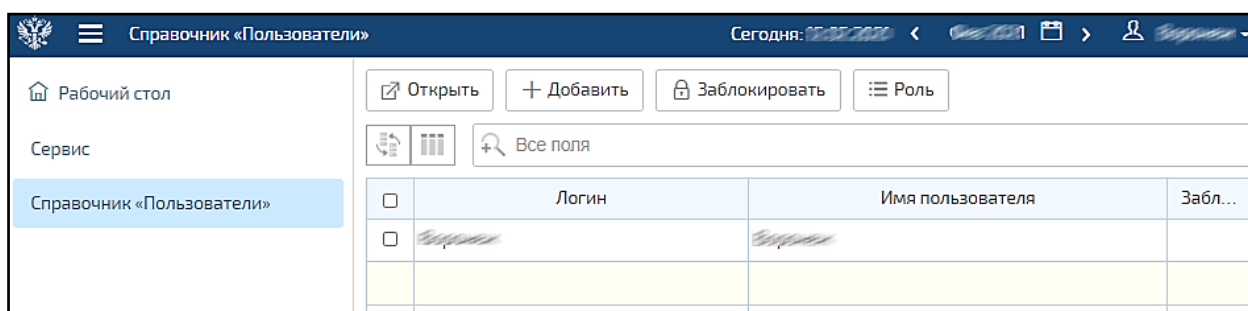 Справочник «Пользователи» Сегодня:
Рабочий стол
Открыть Добавить Заблокировать Роль
Сервис
Все поля
Справочник «Пользователи»
Логин Имя пользователя Забл...